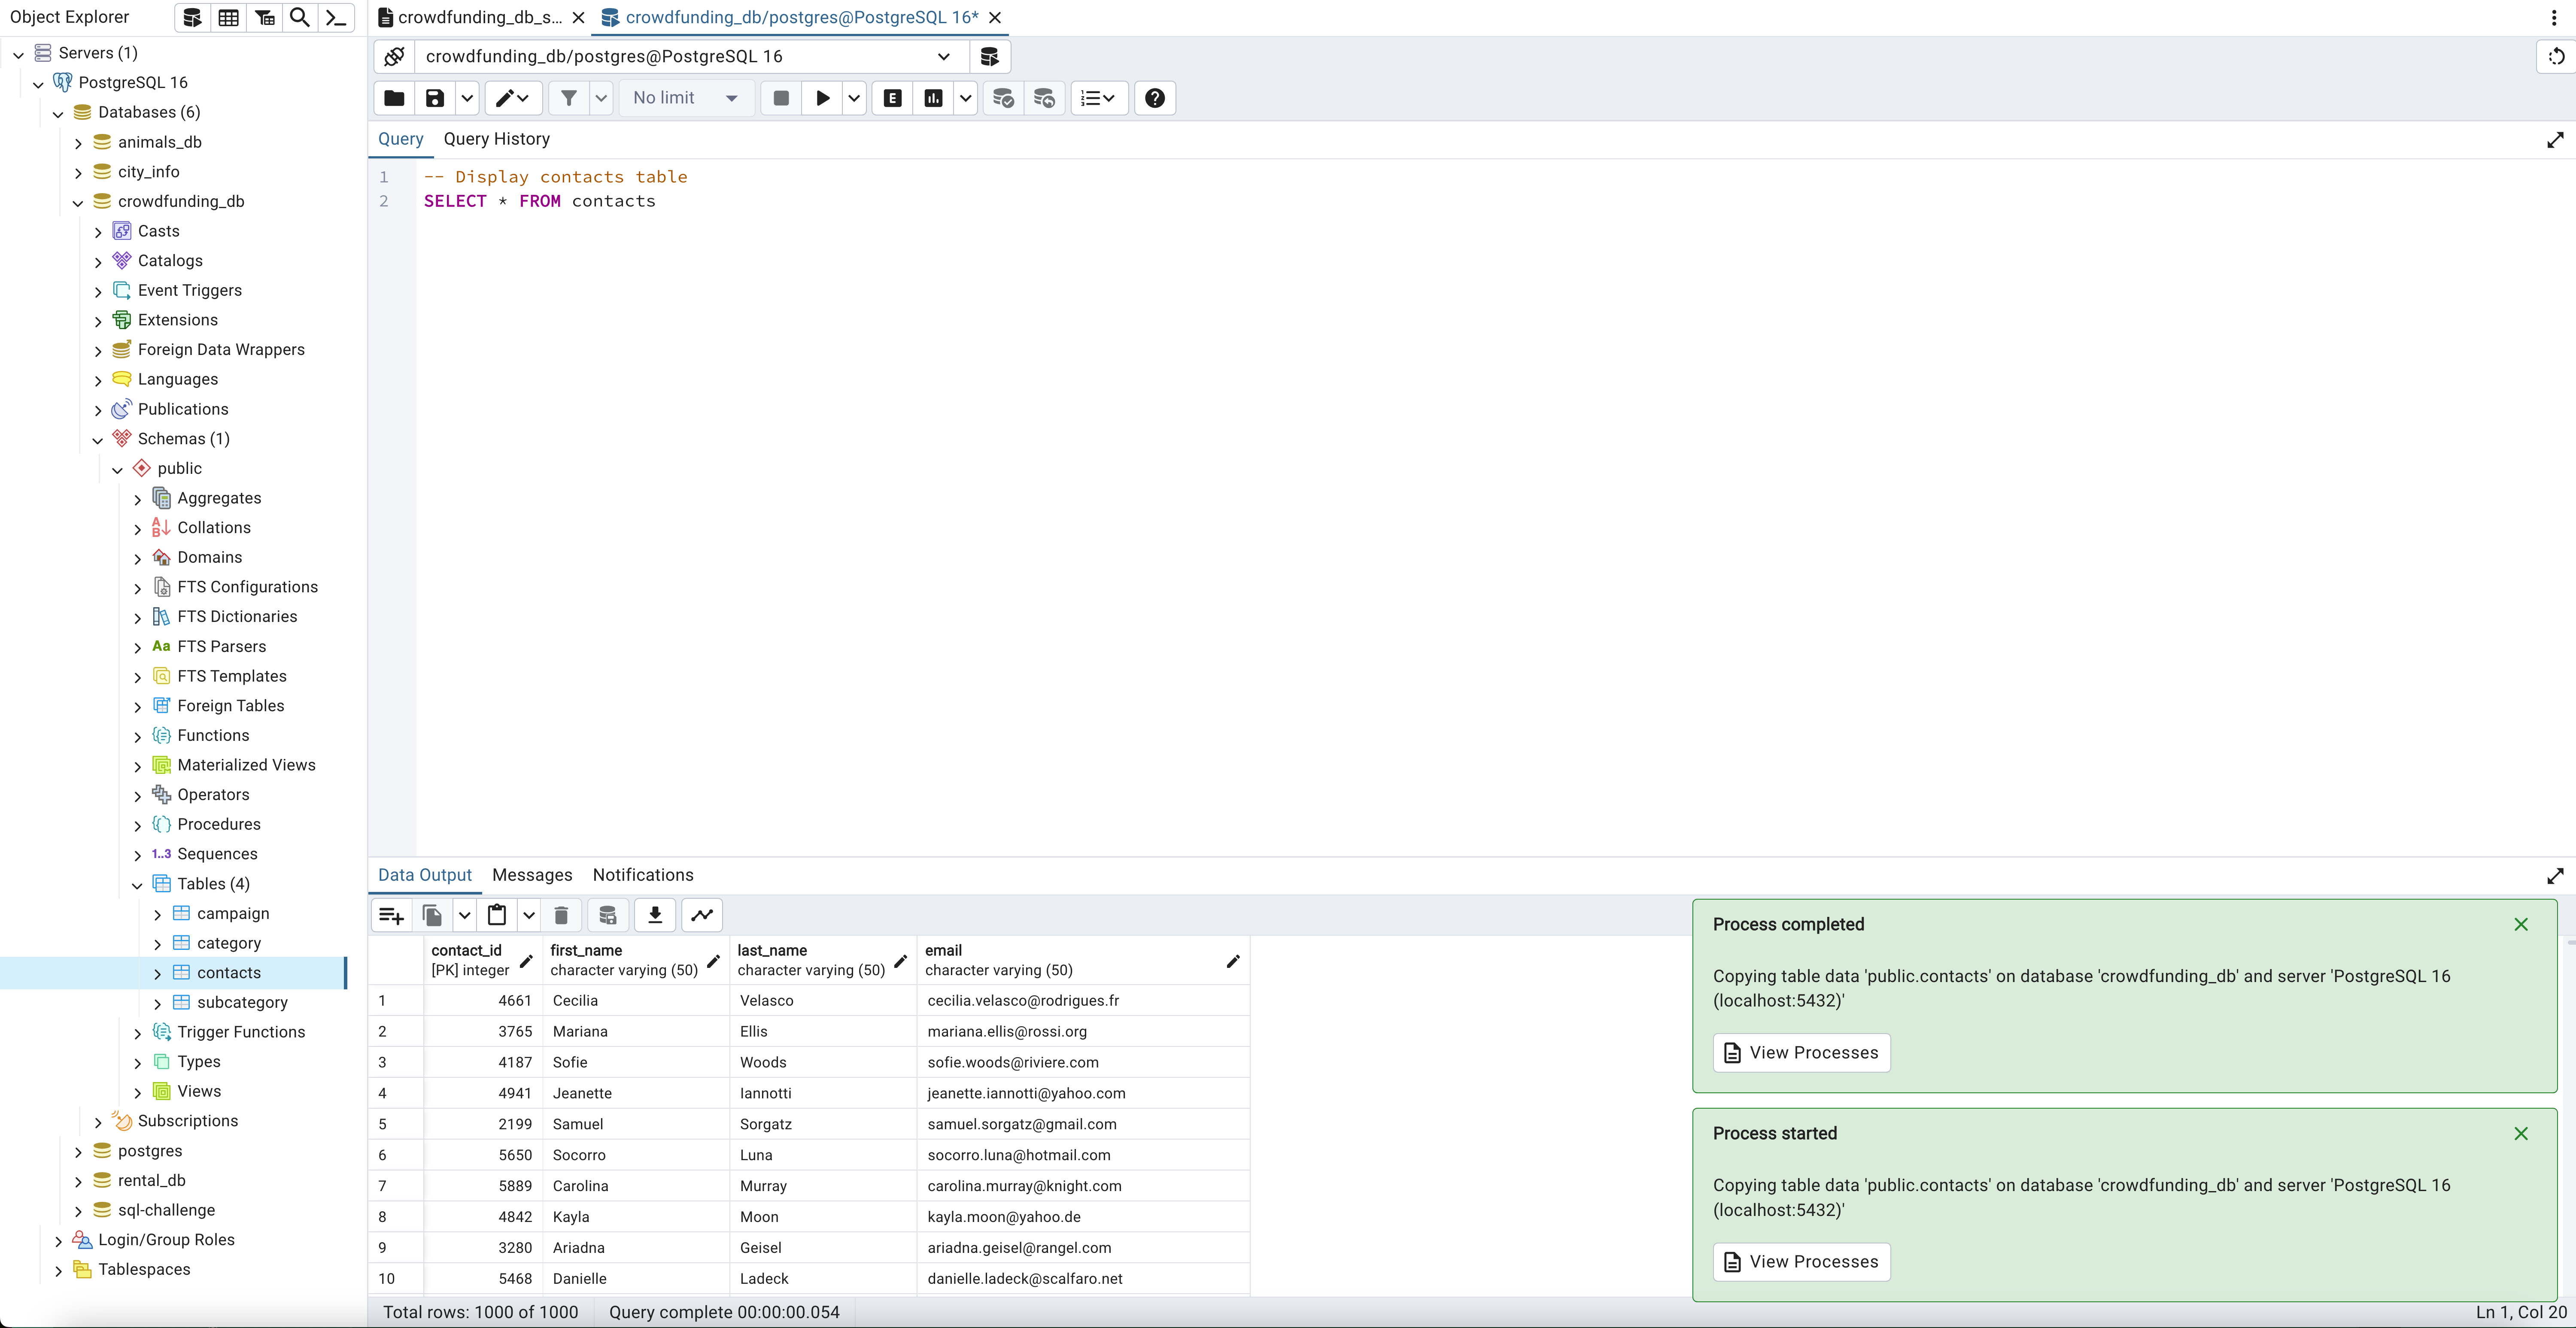 Object Explorer
Servers (1)
PostgreSQL 16
Databases (6)
animals_db
city_info
crowdfunding_db
Casts
Catalogs
Event Triggers
Extensions
Foreign Data Wrappers
Languages
Publications
Schemas (1)
public
Aggregates
Collations
Domains
FTS Configurations
FTS Dictionaries
Aa FTS Parsers
FTS Templates
Foreign Tables
Functions
Materialized Views
Operators
Procedures
1..3 Sequences
Tables (4)
campaign
category
contacts
subcategory
Trigger Functions
Types
Views
Subscriptions
postgres
rental_db
sql-challenge
Login/Group Roles
Tablespaces
crowdfunding_db_s... crowdfunding_db/postgres@PostgreSQL 16*
crowdfunding_db/postgres@PostgreSQL 16
No limit E
Query Query History
1 -- Display contacts table
2 SELECT * FROM contacts
Data Output Messages Notifications
contact_id first_name last_name email
[PK] integer character varying (50) character varying (50) character varying (50)
1 4661 Cecilia Velasco cecilia.velasco@rodrigues.fr
2 3765 Mariana Ellis mariana.ellis@rossi.org
3 4187 Sofie Woods sofie.woods@riviere.com
4 4941 Jeanette Iannotti jeanette.iannotti@yahoo.com
5 2199 Samuel Sorgatz samuel.sorgatz@gmail.com
6 5650 Socorro Luna socorro.luna@hotmail.com
7 5889 Carolina Murray carolina.murray@knight.com
8 4842 Kayla Moon kayla.moon@yahoo.de
9 3280 Ariadna Geisel ariadna.geisel@rangel.com
10 5468 Danielle Ladeck danielle.ladeck@scalfaro.net
Process completed
Copying table data 'public.contacts' on database 'crowdfunding_db' and server 'PostgreSQL 16
(localhost:5432)'
View Processes
Process started
Copying table data 'public.contacts' on database 'crowdfunding_db' and server 'PostgreSQL 16
(localhost:5432)'
View Processes
Total rows: 1000 of 1000 Query complete 00:00:00.054 Ln 1, Col 20